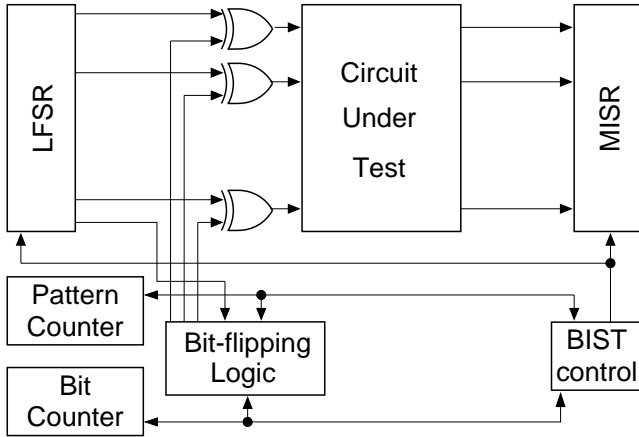 LFSR
Circuit
Under
Test
MISR
Pattern
Counter
Bit-flipping
Logic
BIST
control
Bit
Counter